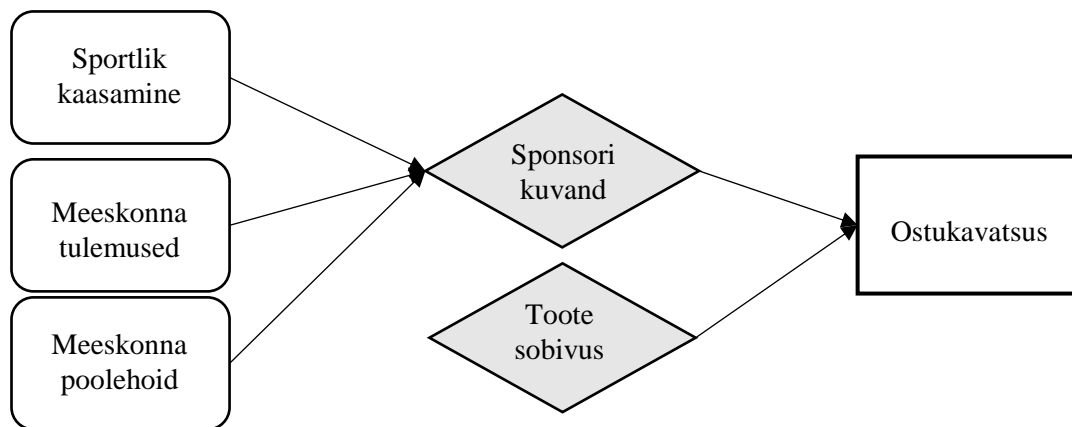 Sportlik
kaasamine
Meeskonna
tulemused
Meeskonna
poolehoid
Sponsori
kuvand
Toote
sobivus
Ostukavatsus